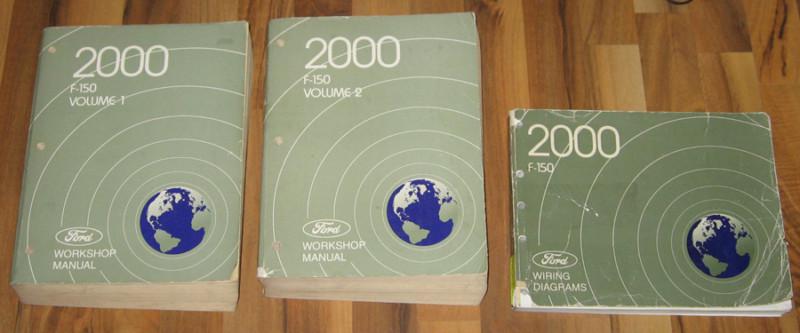 2000
F-150
VOLUME 1
Ford
WORKSHOP
MANUAL
2000
F-150
VOLUME 2
Ford
WORKSHOP
MANUAL
2000
F-150
Ford
WIRING
DIAGRAMS